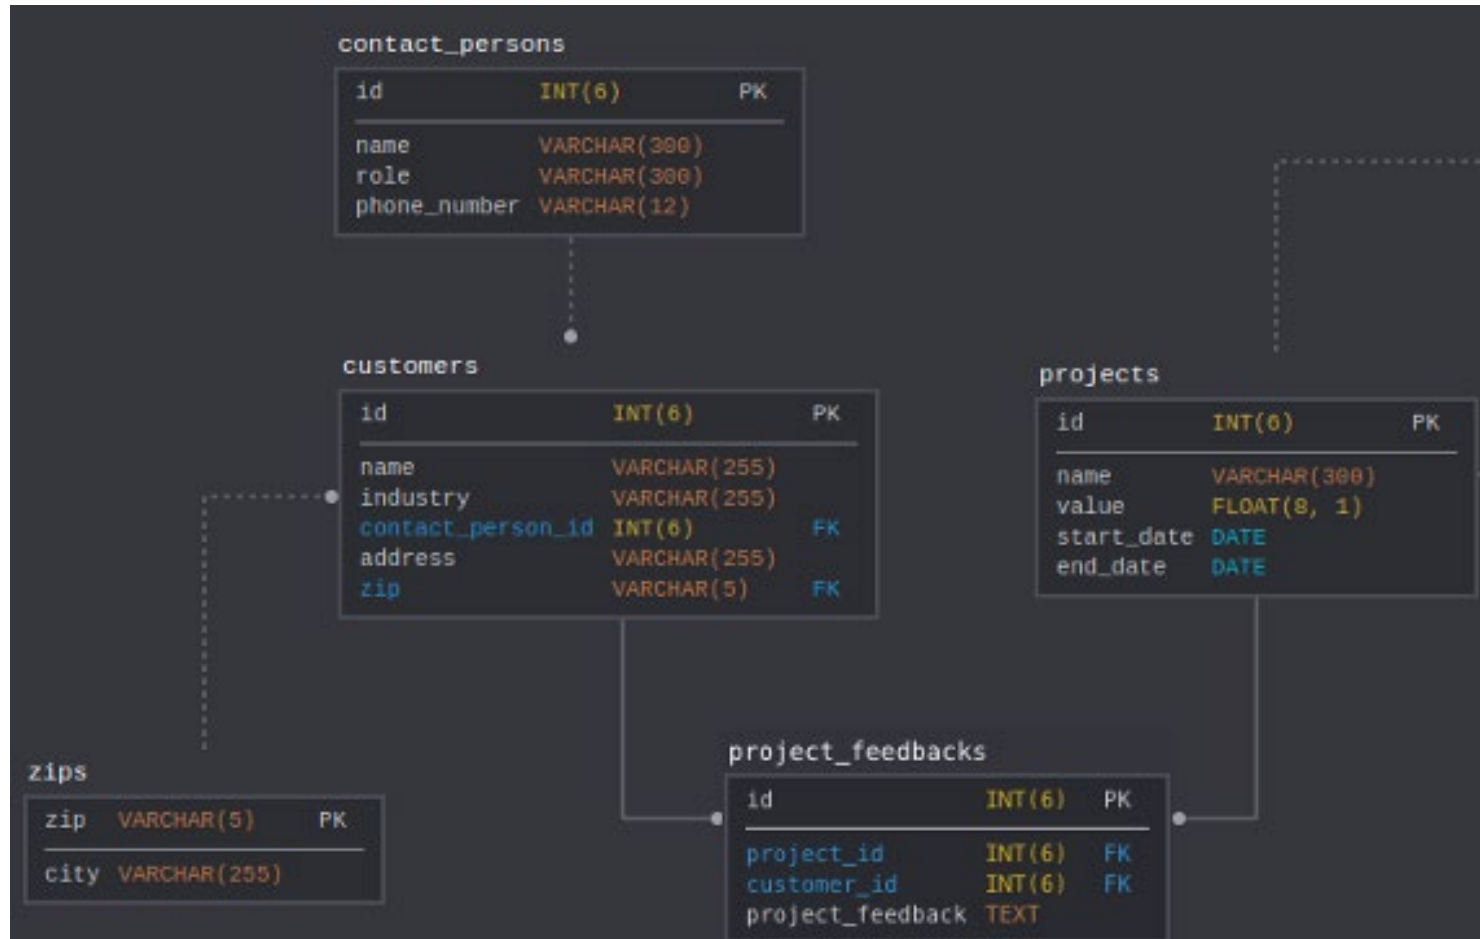 contact_persons
id INT(6) PK
name VARCHAR(300)
role VARCHAR(300)
phone_number VARCHAR(12)
customers
id INT(6) PK
name VARCHAR(255)
industry VARCHAR(255)
contact_person_id INT(6) FK
address VARCHAR(255)
zip VARCHAR(5) FK
projects
id INT(6) PK
name VARCHAR(300)
value FLOAT(8, 1)
start_date DATE
end_date DATE
zips
zip VARCHAR(5) PK
city VARCHAR(255)
project_feedbacks
id INT(6) PK
project_id INT(6) FK
customer_id INT(6) FK
project_feedback TEXT